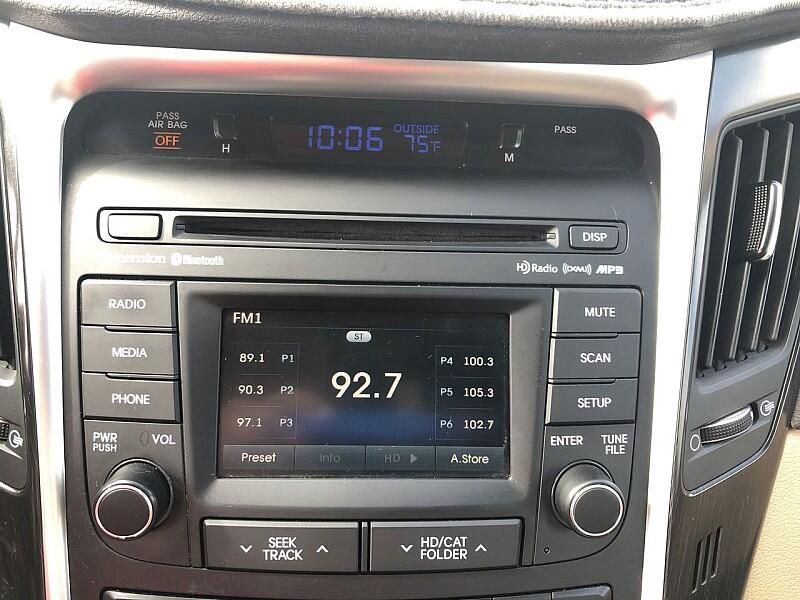 PASS
AIR BAG
OFF
H
10:06 OUTSIDE 75°F
M
PASS
DISP
Dimension Bluetooth
HD Radio (XM) MP3
RADIO
MEDIA
PHONE
PWR PUSH
VOL
FM1
ST
89.1 P1
90.3 P2
97.1 P3
92.7
P4 100.3
P5 105.3
P6 102.7
Preset Info HD A.Store
MUTE
SCAN
SETUP
ENTER
TUNE FILE
SEEK
TRACK
HD/CAT
FOLDER